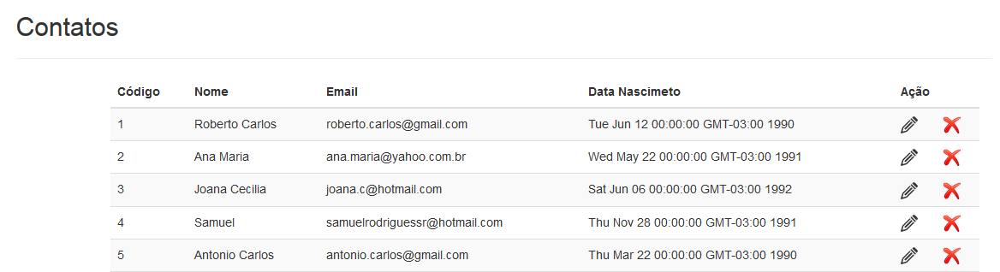 Contatos
Código Nome Email Data Nascimeto Ação
1 Roberto Carlos roberto.carlos@gmail.com Tue Jun 12 00:00:00 GMT-03:00 1990
2 Ana Maria ana.maria@yahoo.com.br Wed May 22 00:00:00 GMT-03:00 1991
3 Joana Cecilia joana.c@hotmail.com Sat Jun 06 00:00:00 GMT-03:00 1992
4 Samuel samuelrodriguessr@hotmail.com Thu Nov 28 00:00:00 GMT-03:00 1991
5 Antonio Carlos antonio.carlos@gmail.com Thu Mar 22 00:00:00 GMT-03:00 1990